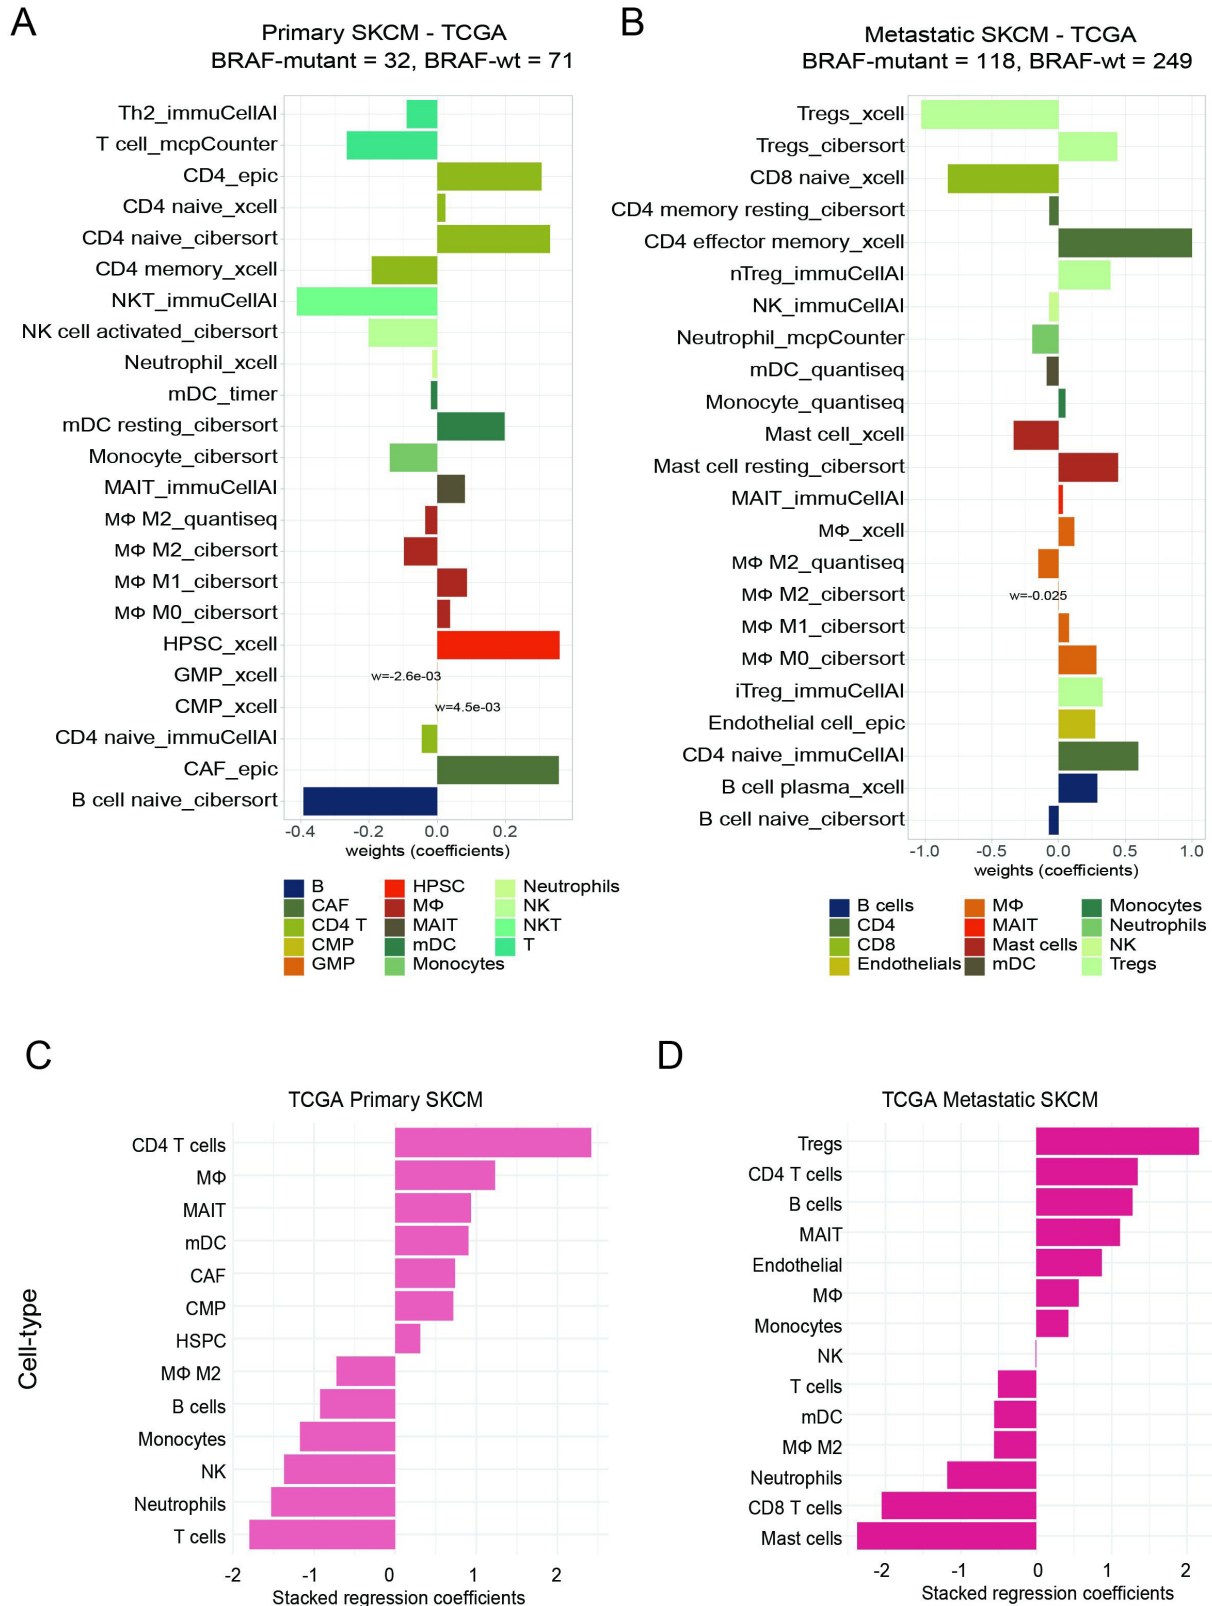 A
Primary SKCM - TCGA
BRAF-mutant = 32, BRAF-wt = 71
Th2_immuCellAI
T cell_mcpCounter
CD4_epic
CD4 naive_xcell
CD4 naive_cibersort
CD4 memory_xcell
NKT_immuCellAI
NK cell activated_cibersort
Neutrophil_xcell
mDC_timer
mDC resting_cibersort
Monocyte_cibersort
MAIT_immuCellAI
MΦ M2_quantiseq
MΦ M2_cibersort
MΦ M1_cibersort
MΦ M0_cibersort
HPSC_xcell
GMP_xcell
w=-2.6e-03
CMP_xcell
w=4.5e-03
CD4 naive_immuCellAI
CAF_epic
B cell naive_cibersort
-0.4 -0.2 0.0 0.2
weights (coefficients)
B HPSC Neutrophils
CAF MΦ NK
CD4 T MAIT NKT
CMP mDC T
GMP Monocytes
B
Metastatic SKCM - TCGA
BRAF-mutant = 118, BRAF-wt = 249
Tregs_xcell
Tregs_cibersort
CD8 naive_xcell
CD4 memory resting_cibersort
CD4 effector memory_xcell
nTreg_immuCellAI
NK_immuCellAI
Neutrophil_mcpCounter
mDC_quantiseq
Monocyte_quantiseq
Mast cell_xcell
Mast cell resting_cibersort
MAIT_immuCellAI
MΦ_xcell
MΦ M2_quantiseq
MΦ M2_cibersort
w=-0.025
MΦ M1_cibersort
MΦ M0_cibersort
iTreg_immuCellAI
Endothelial cell_epic
CD4 naive_immuCellAI
B cell plasma_xcell
B cell naive_cibersort
-1.0 -0.5 0.0 0.5 1.0
weights (coefficients)
B cells MΦ Monocytes
CD4 MAIT Neutrophils
CD8 Mast cells NK
Endothelials mDC Tregs
C
TCGA Primary SKCM
Cell-type
CD4 T cells
MΦ
MAIT
mDC
CAF
CMP
HSPC
MΦ M2
B cells
Monocytes
NK
Neutrophils
T cells
-2 -1 0 1 2
Stacked regression coefficients
D
TCGA Metastatic SKCM
Tregs
CD4 T cells
B cells
MAIT
Endothelial
MΦ
Monocytes
NK
T cells
mDC
MΦ M2
Neutrophils
CD8 T cells
Mast cells
-2 -1 0 1 2
Stacked regression coefficients